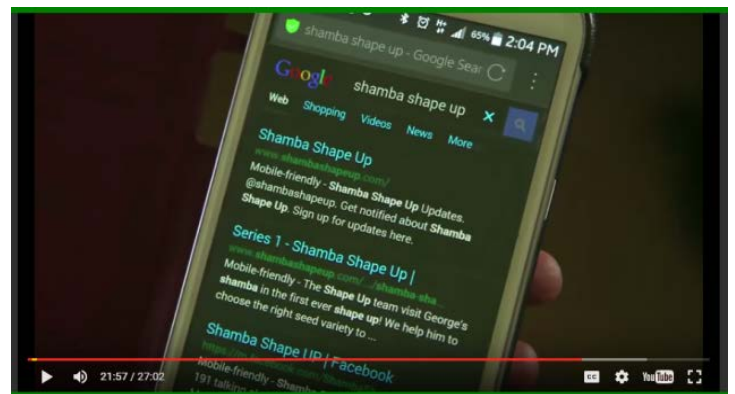 65% 2:04 PM
shamba shape up - Google Sear
Google shamba shape up
Web Shopping Videos News More
Shamba Shape Up
www.shambashapeup.com/
Mobile-friendly - Shamba Shape Up Updates.
@shambashapeup. Get notified about Shamba
Shape Up. Sign up for updates here.
Series 1 - Shamba Shape Up |
www.shambashapeup.com/.../shamba-sha...
Mobile-friendly - The Shape Up team visit George's
shamba in the first ever shape up! We help him to
choose the right seed variety to ...
Shamba Shape UP | Facebook
Mobile-friendly - Shamba
191 talking
21:57 / 27:02 CC YouTube